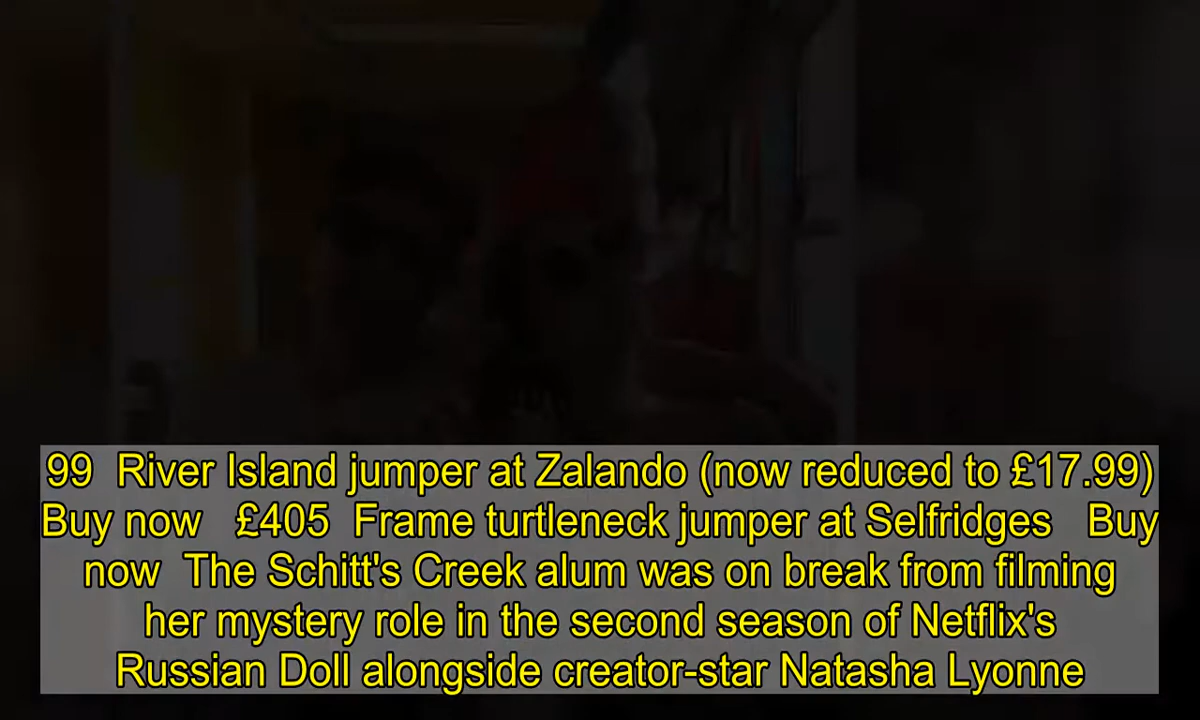 99  River Island jumper at Zalando (now reduced to £17.99)
Buy now   £405  Frame turtleneck jumper at Selfridges   Buy
now  The Schitt's Creek alum was on break from filming
her mystery role in the second season of Netflix's
Russian Doll alongside creator-star Natasha Lyonne